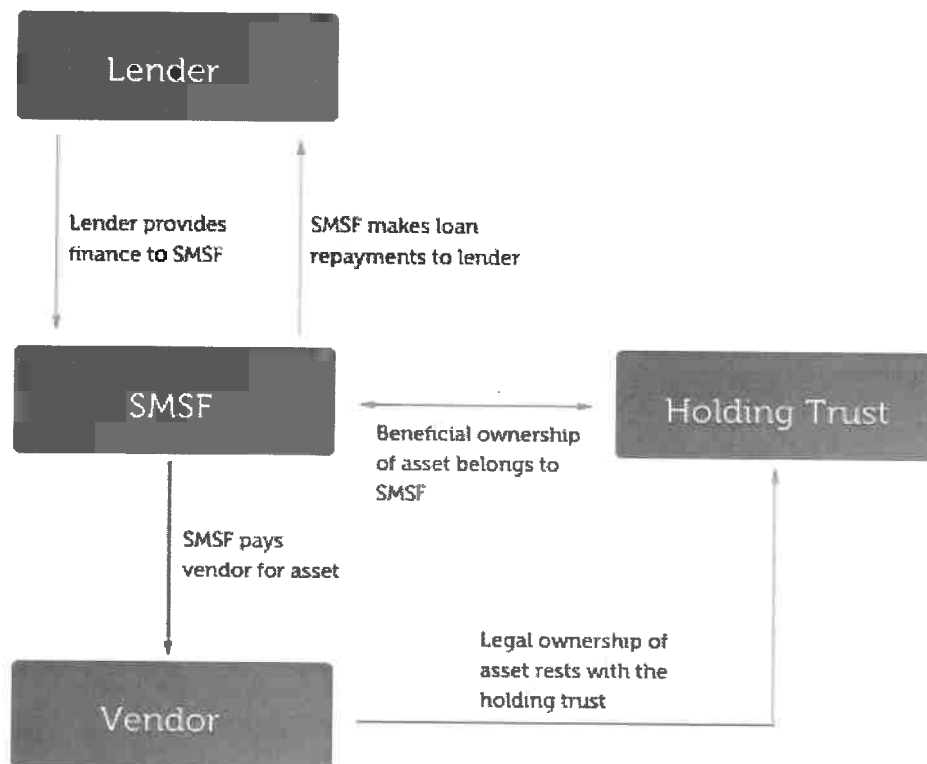 Lender
Lender provides
finance to SMSF
SMSF makes loan
repayments to lender
SMSF
Holding Trust
Beneficial ownership
of asset belongs to
SMSF
SMSF pays
vendor for asset
Legal ownership of
asset rests with the
holding trust
Vendor